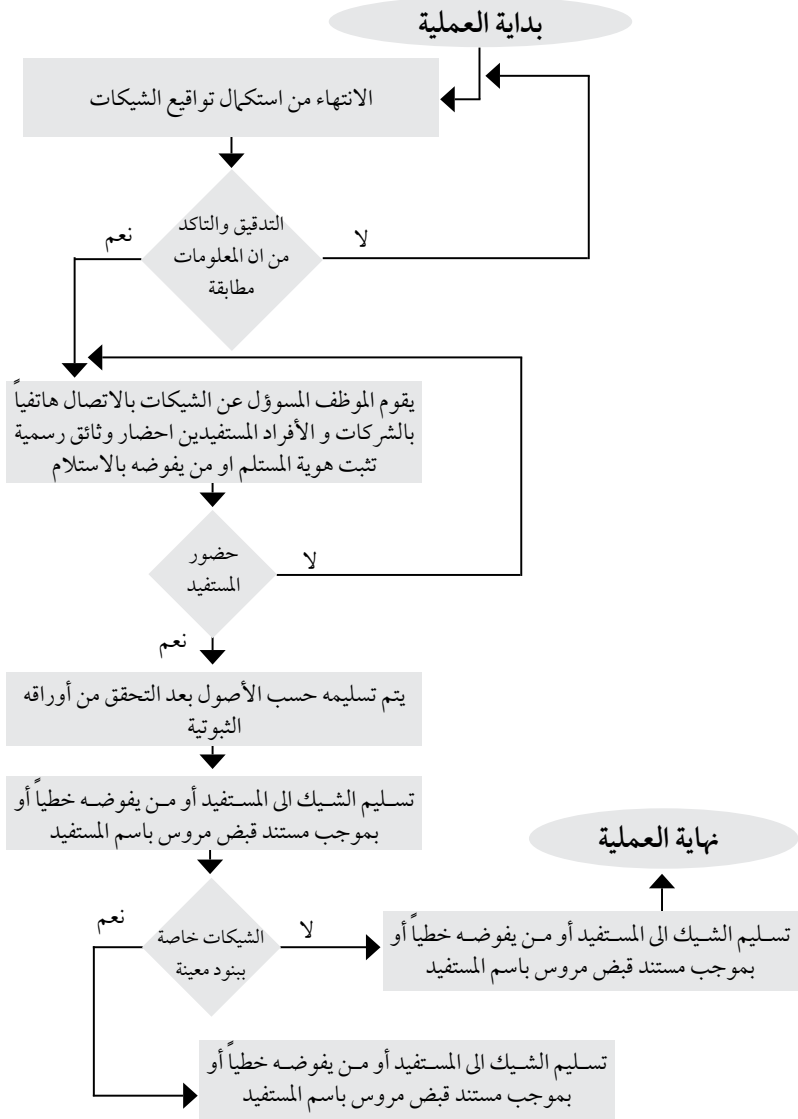 بداية العملية
الانتهاء من استكمال تواقيع الشيكات
التدقيق والتاكد
من ان المعلومات
مطابقة
نعم
لا
يقوم الموظف المسوؤل عن الشيكات بالاتصال هاتفياً
بالشركات و الأفراد المستفيدين احضار وثائق رسمية
تثبت هوية المستلم او من يفوضه بالاستلام
حضور
المستفيد
لا
نعم
يتم تسليمه حسب الأصول بعد التحقق من أوراقه
الثبوتية
تسليم الشيك الى المستفيد أو من يفوضه خطياً أو
بموجب مستند قبض مروس باسم المستفيد
الشيكات خاصة
ببنود معينة
نعم
لا
تسليم الشيك الى المستفيد أو من يفوضه خطياً أو
بموجب مستند قبض مروس باسم المستفيد
نهاية العملية
تسليم الشيك الى المستفيد أو من يفوضه خطياً أو
بموجب مستند قبض مروس باسم المستفيد